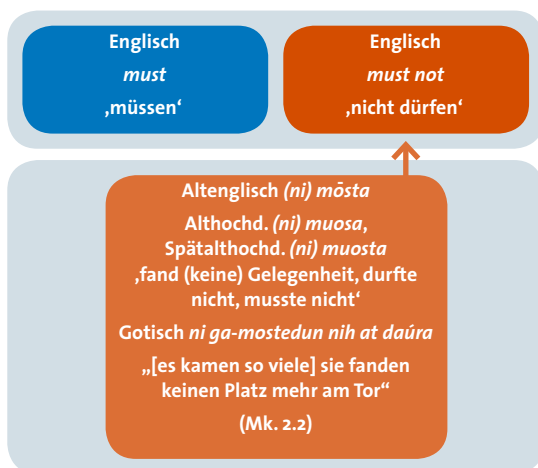 Englisch
must
‚müssen‘
Englisch
must not
‚nicht dürfen‘
Altenglisch (ni) mōsta
Althochd. (ni) muosa,
Spätalthochd. (ni) muosta
‚fand (keine) Gelegenheit, durfte
nicht, musste nicht‘
Gotisch ni ga-mostedun nih at daúra
„[es kamen so viele] sie fanden
keinen Platz mehr am Tor“
(Mk. 2.2)